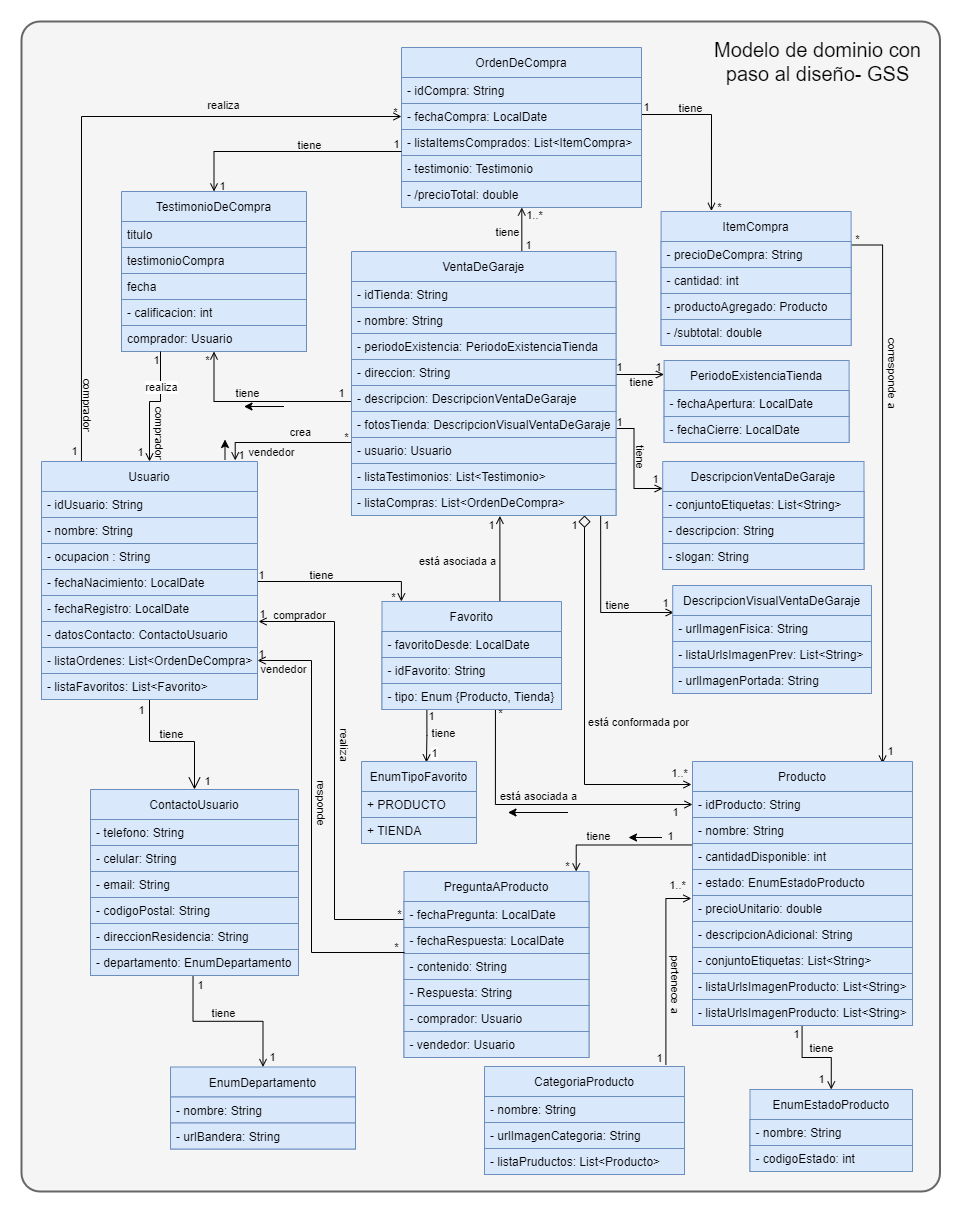 Modelo de dominio con
paso al diseño- GSS
OrdenDeCompra
- idCompra: String
- fechaCompra: LocalDate
- listaItemsComprados: List<ItemCompra>
- testimonio: Testimonio
- /precioTotal: double
realiza
*
1
tiene
1
tiene
1
*
TestimonioDeCompra
titulo
testimonioCompra
fecha
- calificacion: int
comprador: Usuario
1..*
tiene
1
ItemCompra
- precioDeCompra: String
- cantidad: int
- productoAgregado: Producto
- /subtotal: double
*
corresponde a
1
VentaDeGaraje
- idTienda: String
- nombre: String
- periodoExistencia: PeriodoExistenciaTienda
- direccion: String
- descripcion: DescripcionVentaDeGaraje
- fotosTienda: DescripcionVisualVentaDeGaraje
- usuario: Usuario
- listaTestimonios: List<Testimonio>
- listaCompras: List<OrdenDeCompra>
1
tiene
1
PeriodoExistenciaTienda
- fechaApertura: LocalDate
- fechaCierre: LocalDate
1
realiza
comprador
1
*
tiene
1
comprador
1
crea
*
1
vendedor
1
tiene
1
DescripcionVentaDeGaraje
- conjuntoEtiquetas: List<String>
- descripcion: String
- slogan: String
Usuario
- idUsuario: String
- nombre: String
- ocupacion : String
- fechaNacimiento: LocalDate
- fechaRegistro: LocalDate
- datosContacto: ContactoUsuario
- listaOrdenes: List<OrdenDeCompra>
- listaFavoritos: List<Favorito>
1
está asociada a
1
1
1
tiene
1
DescripcionVisualVentaDeGaraje
- urlImagenFisica: String
- listaUrlsImagenPrev: List<String>
- urlImagenPortada: String
1
tiene
*
Favorito
- favoritoDesde: LocalDate
- idFavorito: String
- tipo: Enum {Producto, Tienda}
1
comprador
1
vendedor
realiza
responde
1
tiene
1
*
está asociada a
1
está conformada por
1..*
1
tiene
1
EnumTipoFavorito
+ PRODUCTO
+ TIENDA
ContactoUsuario
- telefono: String
- celular: String
- email: String
- codigoPostal: String
- direccionResidencia: String
- departamento: EnumDepartamento
Producto
- idProducto: String
- nombre: String
- cantidadDisponible: int
- estado: EnumEstadoProducto
- precioUnitario: double
- descripcionAdicional: String
- conjuntoEtiquetas: List<String>
- listaUrlsImagenProducto: List<String>
- listaUrlsImagenProducto: List<String>
tiene
1
*
PreguntaAProducto
- fechaPregunta: LocalDate
- fechaRespuesta: LocalDate
- contenido: String
- Respuesta: String
- comprador: Usuario
- vendedor: Usuario
*
*
1..*
pertenece a
1
1
tiene
1
EnumDepartamento
- nombre: String
- urlBandera: String
CategoriaProducto
- nombre: String
- urlImagenCategoria: String
- listaPruductos: List<Producto>
1
tiene
1
EnumEstadoProducto
- nombre: String
- codigoEstado: int